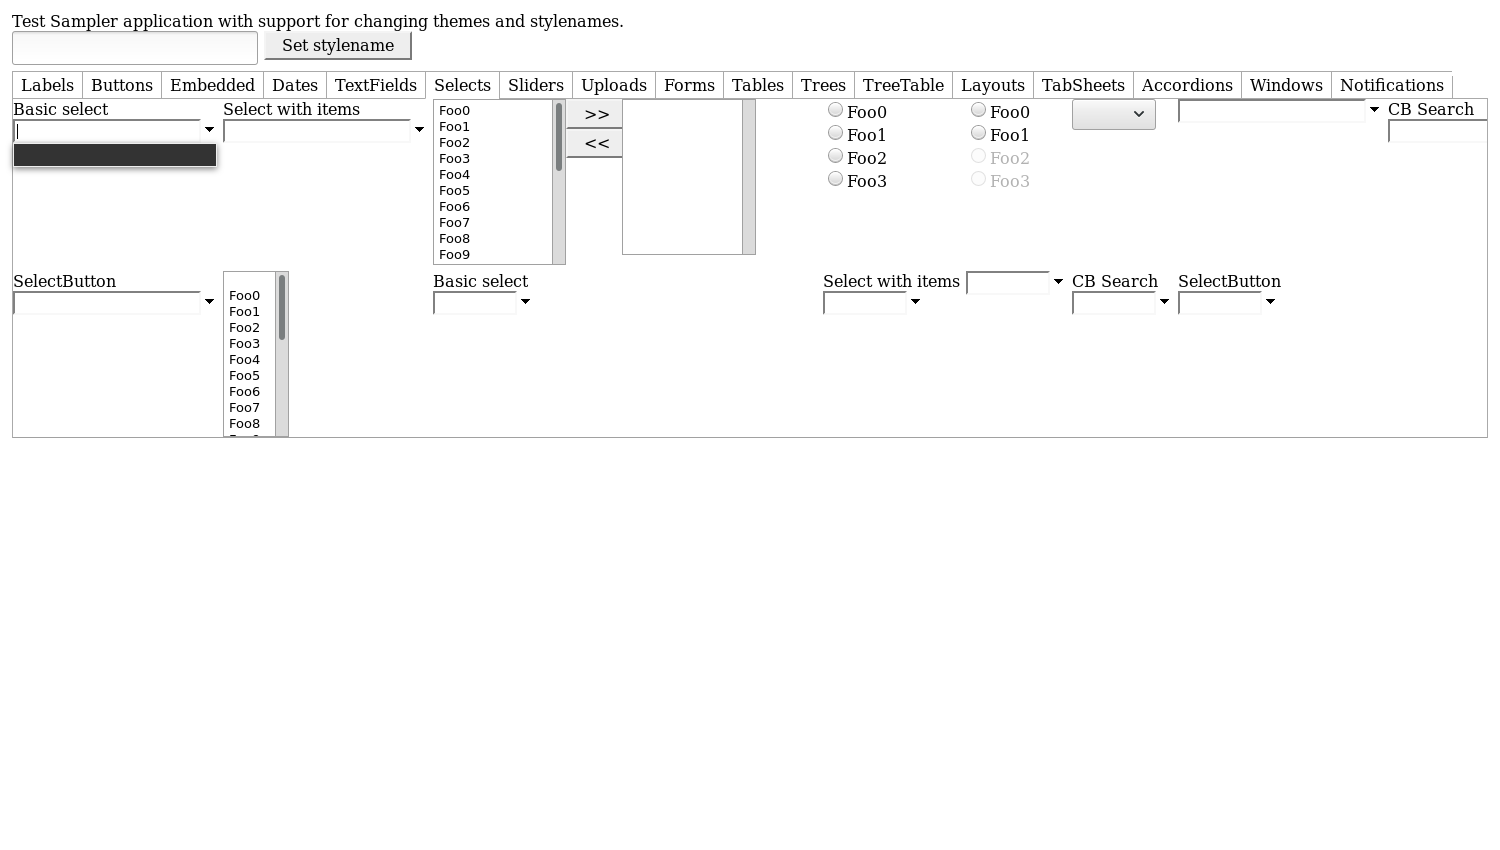 Test Sampler application with support for changing themes and stylenames.
Set stylename
Labels Buttons Embedded Dates TextFields Selects Sliders Uploads Forms Tables Trees TreeTable Layouts TabSheets Accordions Windows Notifications
Basic select
Select with items
Foo0
Foo1
Foo2
Foo3
Foo4
Foo5
Foo6
Foo7
Foo8
Foo9
>>
<<
Foo0
Foo1
Foo2
Foo3
Foo0
Foo1
Foo2
Foo3
CB Search
SelectButton
Foo0
Foo1
Foo2
Foo3
Foo4
Foo5
Foo6
Foo7
Foo8
Basic select
Select with items
CB Search
SelectButton